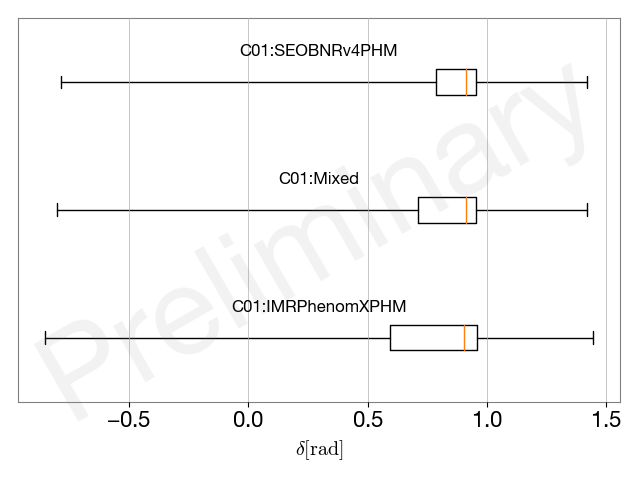 C01:SEOBNRv4PHM
C01:Mixed
C01:IMRPhenomXPHM
Preliminary
−0.5 0.0 0.5 1.0 1.5
δ[rad]